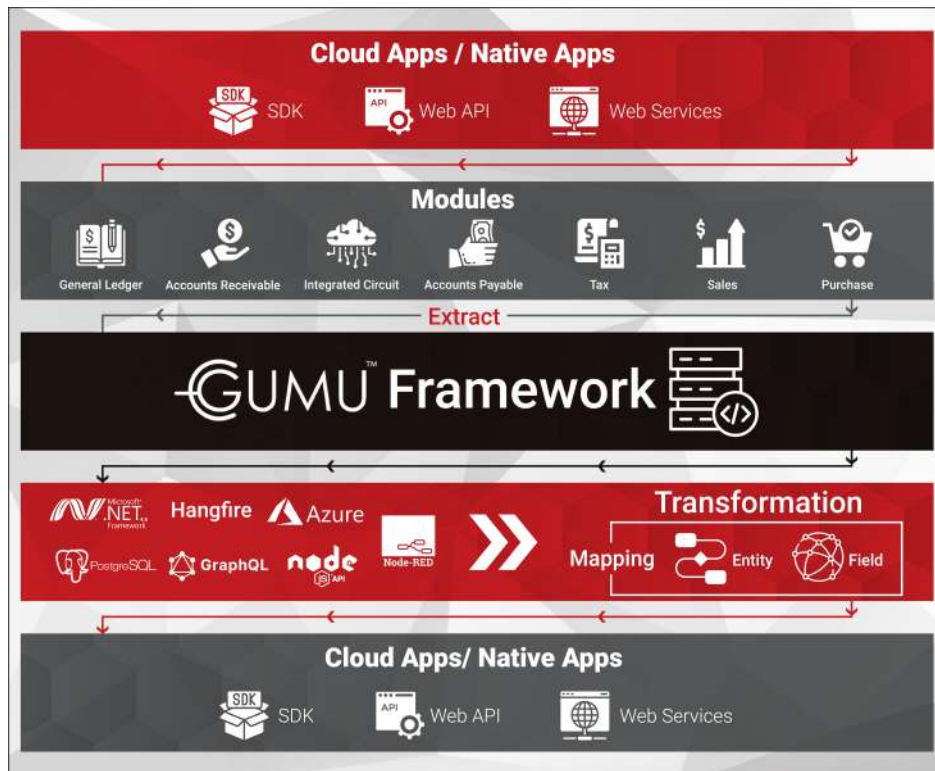 Cloud Apps / Native Apps
SDK
SDK
API
Web API
Web Services
Modules
General Ledger
Accounts Receivable
Integrated Circuit
Accounts Payable
Tax
Sales
Purchase
Extract
GUMU™ Framework
Microsoft®
.NET
Framework
Hangfire
Azure
PostgreSQL
GraphQL
node
JS API
Node-RED
Transformation
Mapping
Entity
Field
Cloud Apps/ Native Apps
SDK
SDK
API
Web API
Web Services